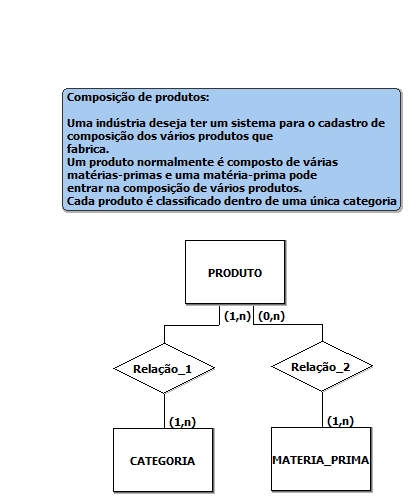 Composição de produtos:
Uma indústria deseja ter um sistema para o cadastro de
composição dos vários produtos que
fabrica.
Um produto normalmente é composto de várias
matérias-primas e uma matéria-prima pode
entrar na composição de vários produtos.
Cada produto é classificado dentro de uma única categoria
PRODUTO
(1,n) (0,n)
Relação_1 Relação_2
(1,n) (1,n)
CATEGORIA MATERIA_PRIMA